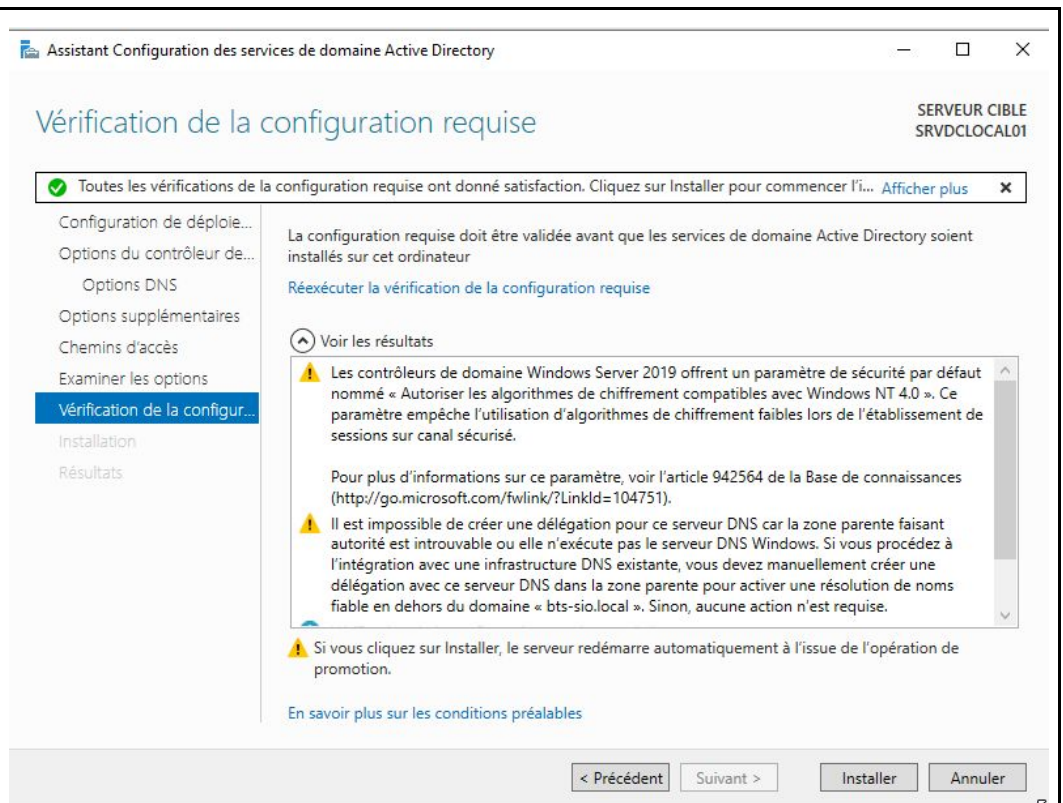 Assistant Configuration des services de domaine Active Directory
Vérification de la configuration requise
SERVEUR CIBLE
SRVDCLOCAL01
Toutes les vérifications de la configuration requise ont donné satisfaction. Cliquez sur Installer pour commencer l'i... Afficher plus
Configuration de déploie...
Options du contrôleur de...
Options DNS
Options supplémentaires
Chemins d'accès
Examiner les options
Vérification de la configur...
Installation
Résultats
La configuration requise doit être validée avant que les services de domaine Active Directory soient
installés sur cet ordinateur
Réexécuter la vérification de la configuration requise
Voir les résultats
Les contrôleurs de domaine Windows Server 2019 offrent un paramètre de sécurité par défaut
nommé « Autoriser les algorithmes de chiffrement compatibles avec Windows NT 4.0 ». Ce
paramètre empêche l'utilisation d'algorithmes de chiffrement faibles lors de l'établissement de
sessions sur canal sécurisé.
Pour plus d'informations sur ce paramètre, voir l'article 942564 de la Base de connaissances
(http://go.microsoft.com/fwlink/?LinkId=104751).
Il est impossible de créer une délégation pour ce serveur DNS car la zone parente faisant
autorité est introuvable ou elle n'exécute pas le serveur DNS Windows. Si vous procédez à
l'intégration avec une infrastructure DNS existante, vous devez manuellement créer une
délégation avec ce serveur DNS dans la zone parente pour activer une résolution de noms
fiable en dehors du domaine « bts-sio.local ». Sinon, aucune action n'est requise.
Si vous cliquez sur Installer, le serveur redémarre automatiquement à l'issue de l'opération de
promotion.
En savoir plus sur les conditions préalables
< Précédent
Suivant >
Installer
Annuler